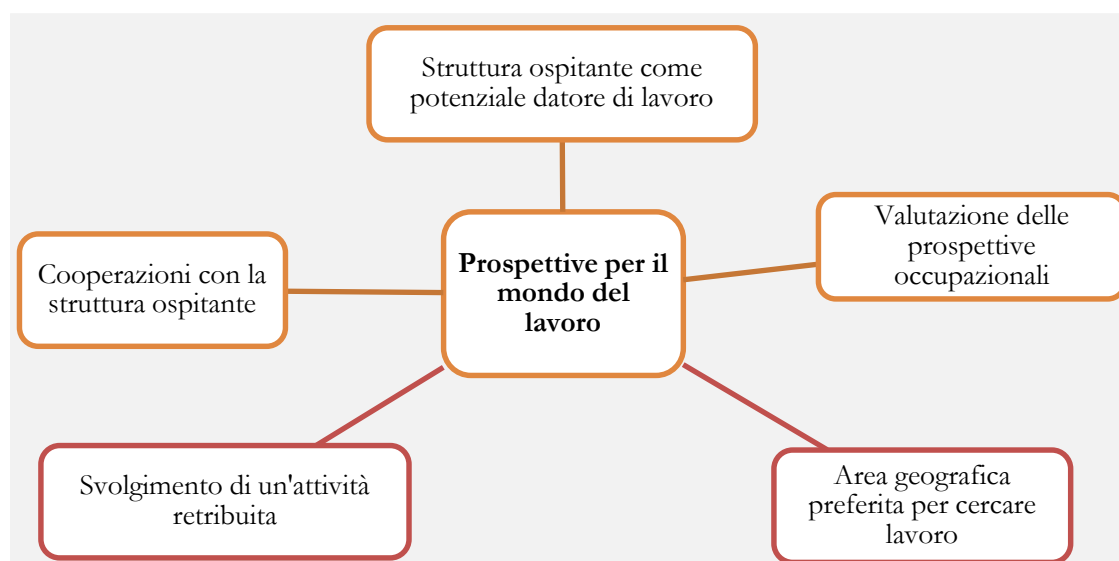 Struttura ospitante come
potenziale datore di lavoro
Valutazione delle
prospettive
occupazionali
Prospettive per il
mondo del
lavoro
Cooperazioni con la
struttura ospitante
Svolgimento di un'attività
retribuita
Area geografica
preferita per cercare
lavoro